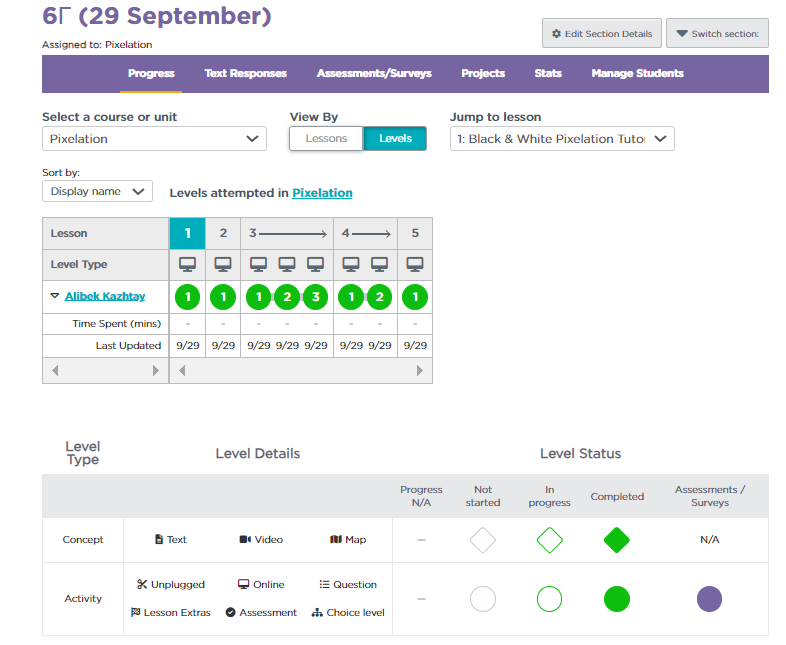 6Г (29 September)
Edit Section Details
Switch section:
Assigned to: Pixelation
Progress Text Responses Assessments/Surveys Projects Stats Manage Students
Select a course or unit View By Jump to lesson
Pixelation Lessons Levels 1: Black & White Pixelation Tuto
Sort by:
Display name Levels attempted in Pixelation
Lesson 1 2 3 4 5
Level Type
Alibek Kazhtay 1 1 1 2 3 1 2 1
Time Spent (mins) - - - - - - - -
Last Updated 9/29 9/29 9/29 9/29 9/29 9/29 9/29 9/29
Level
Type
Level Details Level Status
Progress
N/A
Not
started
In
progress
Completed
Assessments /
Surveys
Concept Text Video Map – N/A
Activity
Unplugged Online Question
Lesson Extras Assessment Choice level
–